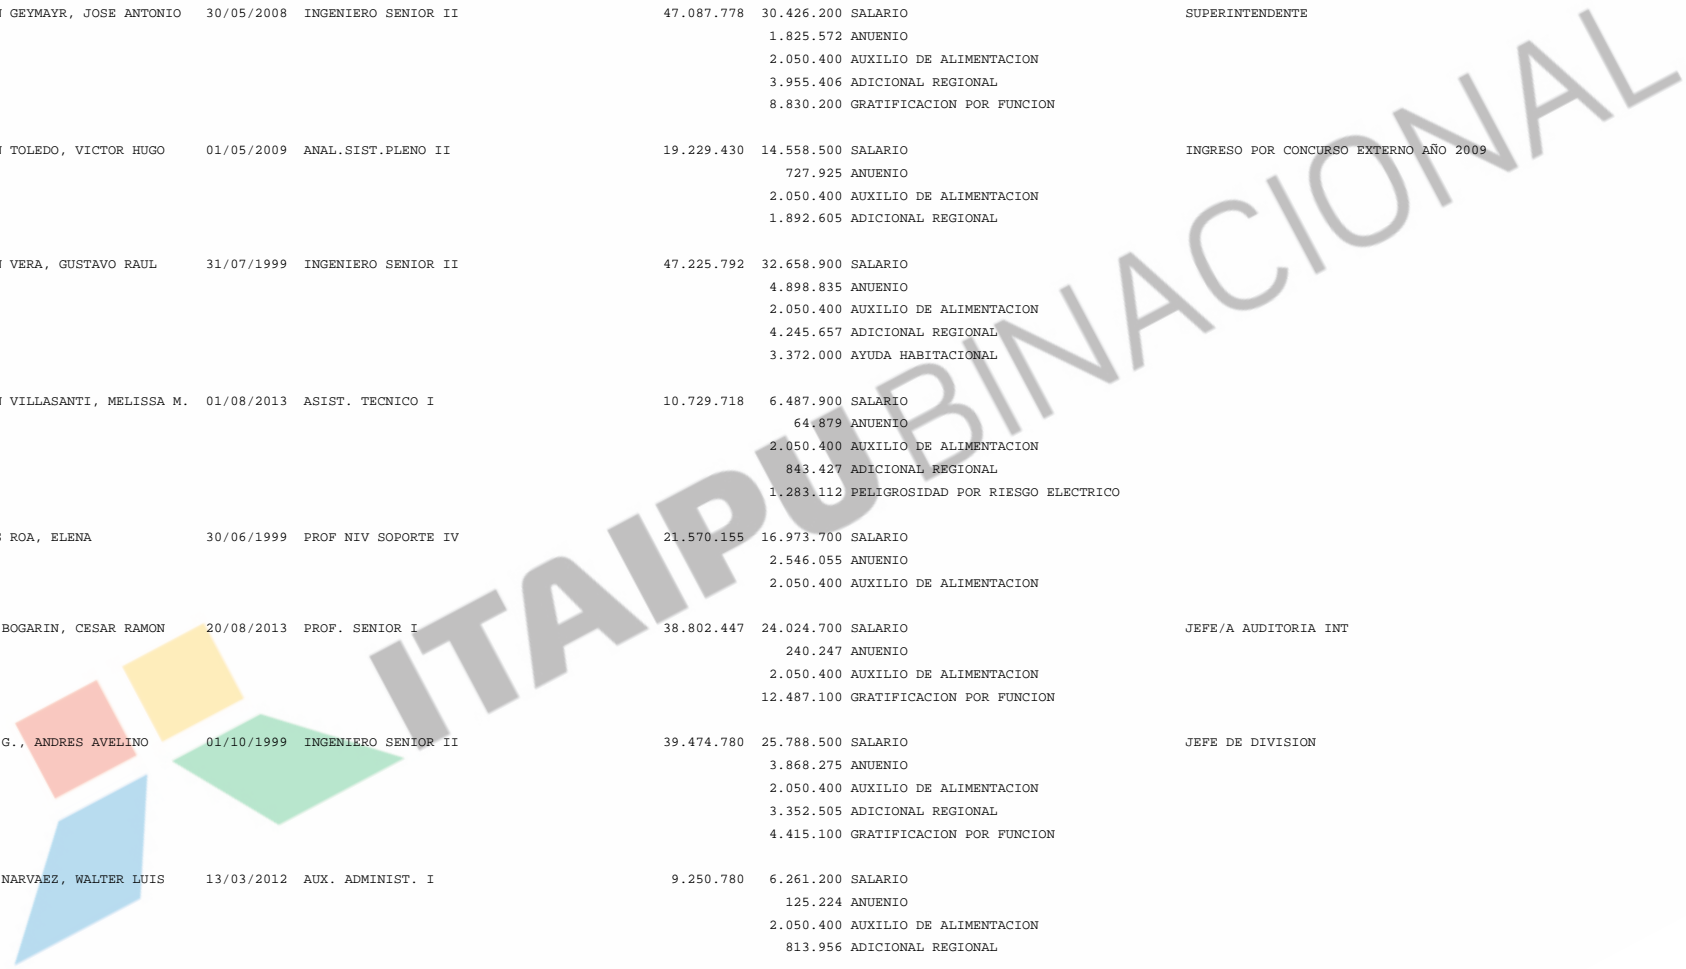 GEYMAYR, JOSE ANTONIO 30/05/2008 INGENIERO SENIOR II 47.087.778 30.426.200 SALARIO SUPERINTENDENTE
1.825.572 ANUENIO
2.050.400 AUXILIO DE ALIMENTACION
3.955.406 ADICIONAL REGIONAL
8.830.200 GRATIFICACION POR FUNCION
TOLEDO, VICTOR HUGO 01/05/2009 ANAL.SIST.PLENO II 19.229.430 14.558.500 SALARIO INGRESO POR CONCURSO EXTERNO AÑO 2009
727.925 ANUENIO
2.050.400 AUXILIO DE ALIMENTACION
1.892.605 ADICIONAL REGIONAL
VERA, GUSTAVO RAUL 31/07/1999 INGENIERO SENIOR II 47.225.792 32.658.900 SALARIO
4.898.835 ANUENIO
2.050.400 AUXILIO DE ALIMENTACION
4.245.657 ADICIONAL REGIONAL
3.372.000 AYUDA HABITACIONAL
VILLASANTI, MELISSA M. 01/08/2013 ASIST. TECNICO I 10.729.718 6.487.900 SALARIO
64.879 ANUENIO
2.050.400 AUXILIO DE ALIMENTACION
843.427 ADICIONAL REGIONAL
1.283.112 PELIGROSIDAD POR RIESGO ELECTRICO
ROA, ELENA 30/06/1999 PROF NIV SOPORTE IV 21.570.155 16.973.700 SALARIO
2.546.055 ANUENIO
2.050.400 AUXILIO DE ALIMENTACION
BOGARIN, CESAR RAMON 20/08/2013 PROF. SENIOR I 38.802.447 24.024.700 SALARIO JEFE/A AUDITORIA INT
240.247 ANUENIO
2.050.400 AUXILIO DE ALIMENTACION
12.487.100 GRATIFICACION POR FUNCION
G., ANDRES AVELINO 01/10/1999 INGENIERO SENIOR II 39.474.780 25.788.500 SALARIO JEFE DE DIVISION
3.868.275 ANUENIO
2.050.400 AUXILIO DE ALIMENTACION
3.352.505 ADICIONAL REGIONAL
4.415.100 GRATIFICACION POR FUNCION
NARVAEZ, WALTER LUIS 13/03/2012 AUX. ADMINIST. I 9.250.780 6.261.200 SALARIO
125.224 ANUENIO
2.050.400 AUXILIO DE ALIMENTACION
813.956 ADICIONAL REGIONAL
ITAIPU BINACIONAL